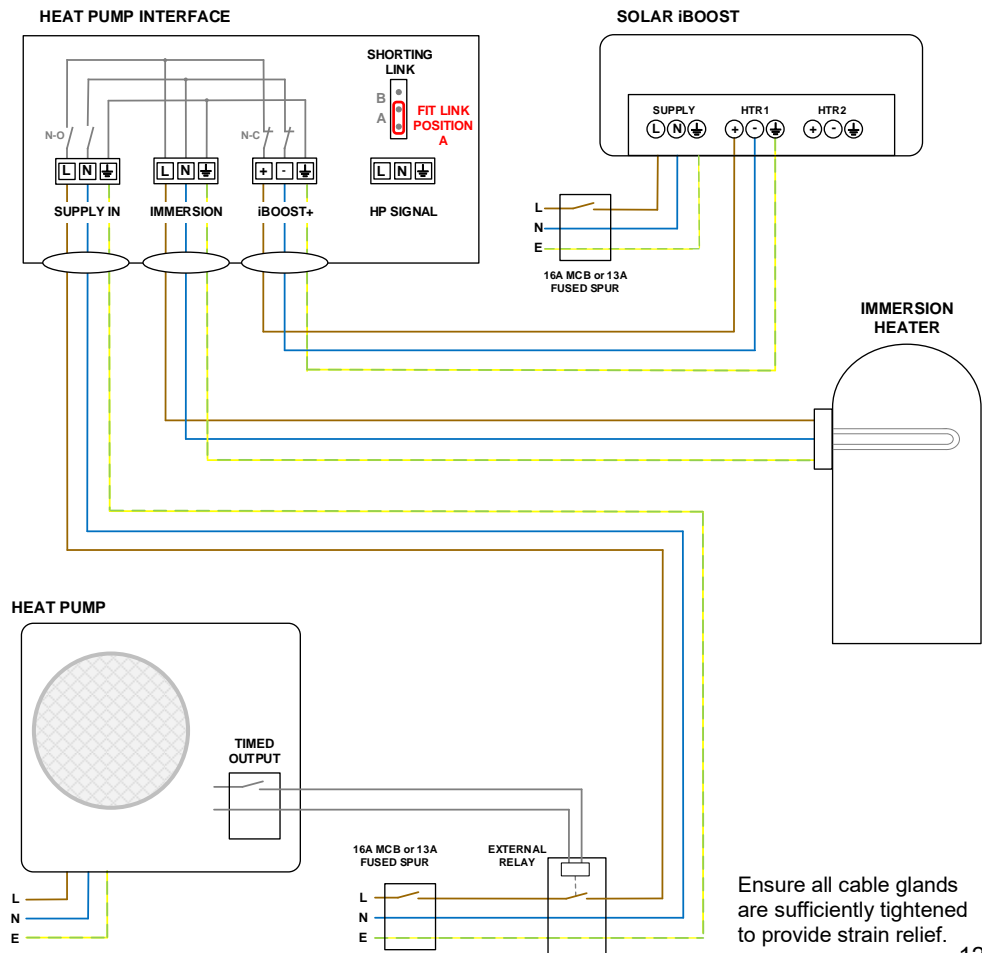 HEAT PUMP INTERFACE
SOLAR iBOOST
SHORTING
LINK
B
A
FIT LINK
POSITION
A
N-O
N-C
L N
L N
+ -
L N
SUPPLY IN
IMMERSION
iBOOST+
HP SIGNAL
SUPPLY
HTR1
HTR2
L N
+ -
+ -
L
N
E
16A MCB or 13A
FUSED SPUR
IMMERSION
HEATER
HEAT PUMP
TIMED
OUTPUT
L
N
E
16A MCB or 13A
FUSED SPUR
EXTERNAL
RELAY
L
N
E
Ensure all cable glands
are sufficiently tightened
to provide strain relief.